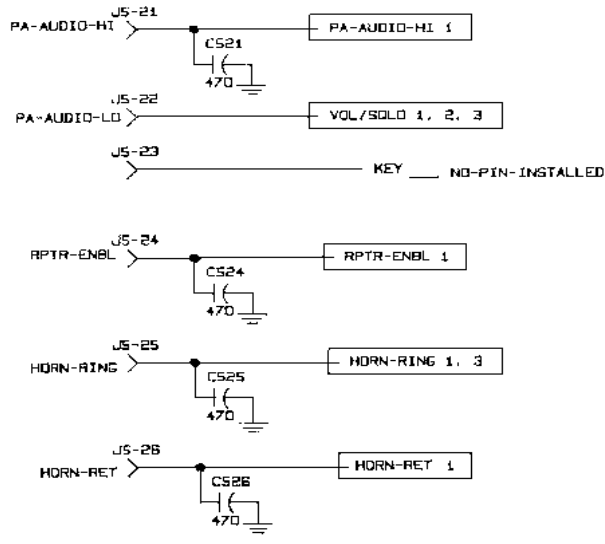 J5-21
PA-AUDIO-HI
PA-AUDIO-HI 1
C521
470
J5-22
PA-AUDIO-LO
VOL/SQLO 1, 2, 3
J5-23
KEY ___ NO-PIN-INSTALLED
J5-24
RPTR-ENBL
RPTR-ENBL 1
C524
470
J5-25
HORN-RING
HORN-RING 1, 3
C525
470
J5-26
HORN-RET
HORN-RET 1
C526
470